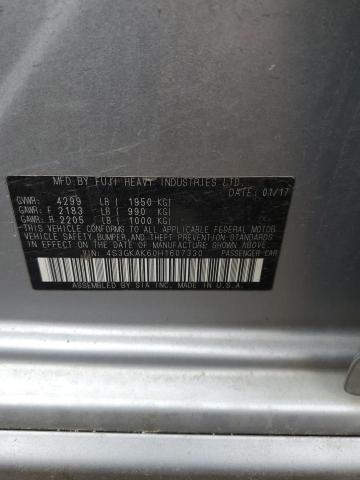 MFD.BY FUJI HEAVY INDUSTRIES LTD.
DATE: 01/17
GVWR: 4299 LB ( 1950 KG)
GAWR: F 2183 LB ( 990 KG)
GAWR: R 2205 LB ( 1000 KG)
THIS VEHICLE CONFORMS TO ALL APPLICABLE FEDERAL MOTOR
VEHICLE SAFETY, BUMPER, AND THEFT PREVENTION STANDARDS
IN EFFECT ON THE DATE OF MANUFACTURE SHOWN ABOVE.
VIN: 4S3GKAK60H1607330 PASSENGER CAR
ASSEMBLED BY SIA INC. MADE IN U.S.A.